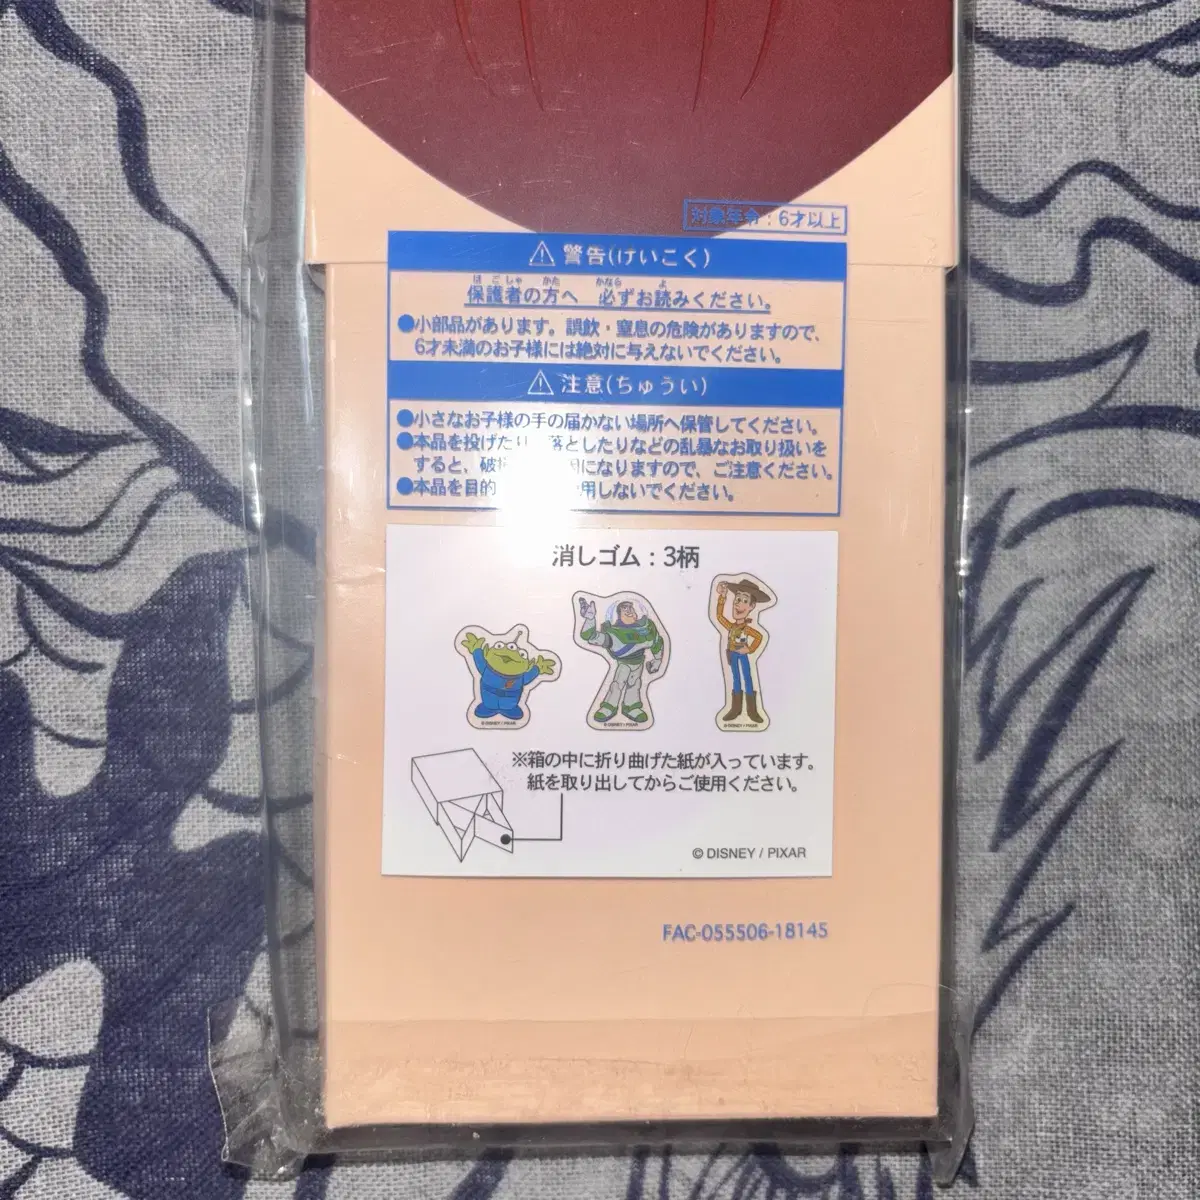 対象年令：6才以上
⚠ 警告(けいこく)
保護者の方へ 必ずお読みください。
●小部品があります。誤飲・窒息の危険がありますので、
6才未満のお子様には絶対に与えないでください。
⚠ 注意(ちゅうい)
●小さなお子様の手の届かない場所へ保管してください。
●本品を投げたり 落としたりなどの乱暴なお取り扱いを
すると、破 になりますので、ご注意ください。
●本品を目的 用しないでください。
消しゴム：3柄
© DISNEY / PIXAR
© DISNEY / PIXAR
© DISNEY / PIXAR
※箱の中に折り曲げた紙が入っています。
紙を取り出してからご使用ください。
© DISNEY / PIXAR
FAC-055506-18145